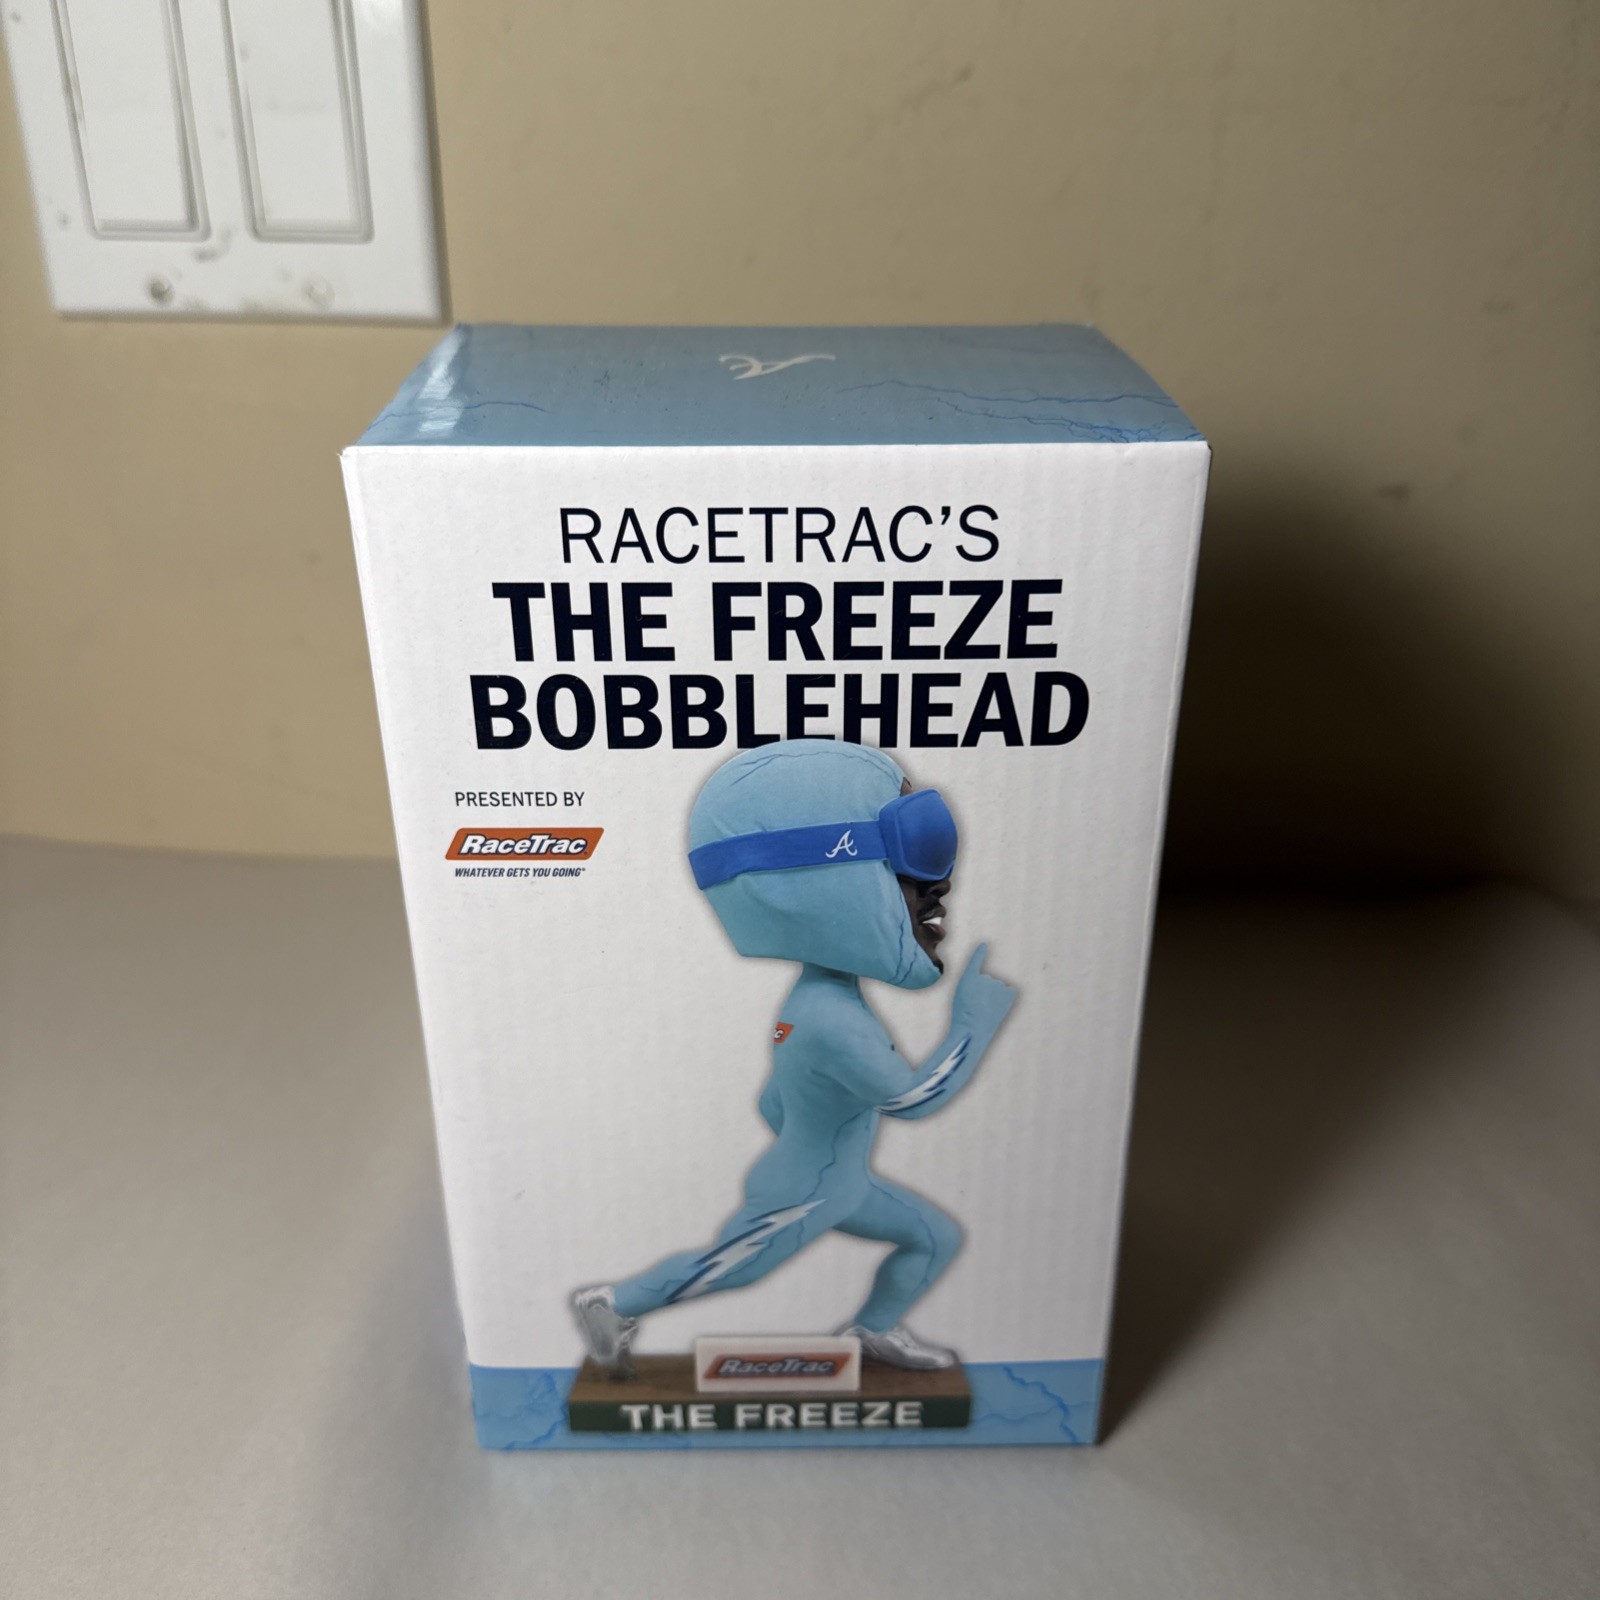 RACETRAC'S
THE FREEZE
BOBBLEHEAD
PRESENTED BY
RaceTrac
WHATEVER GETS YOU GOING
A
RaceTrac
THE FREEZE